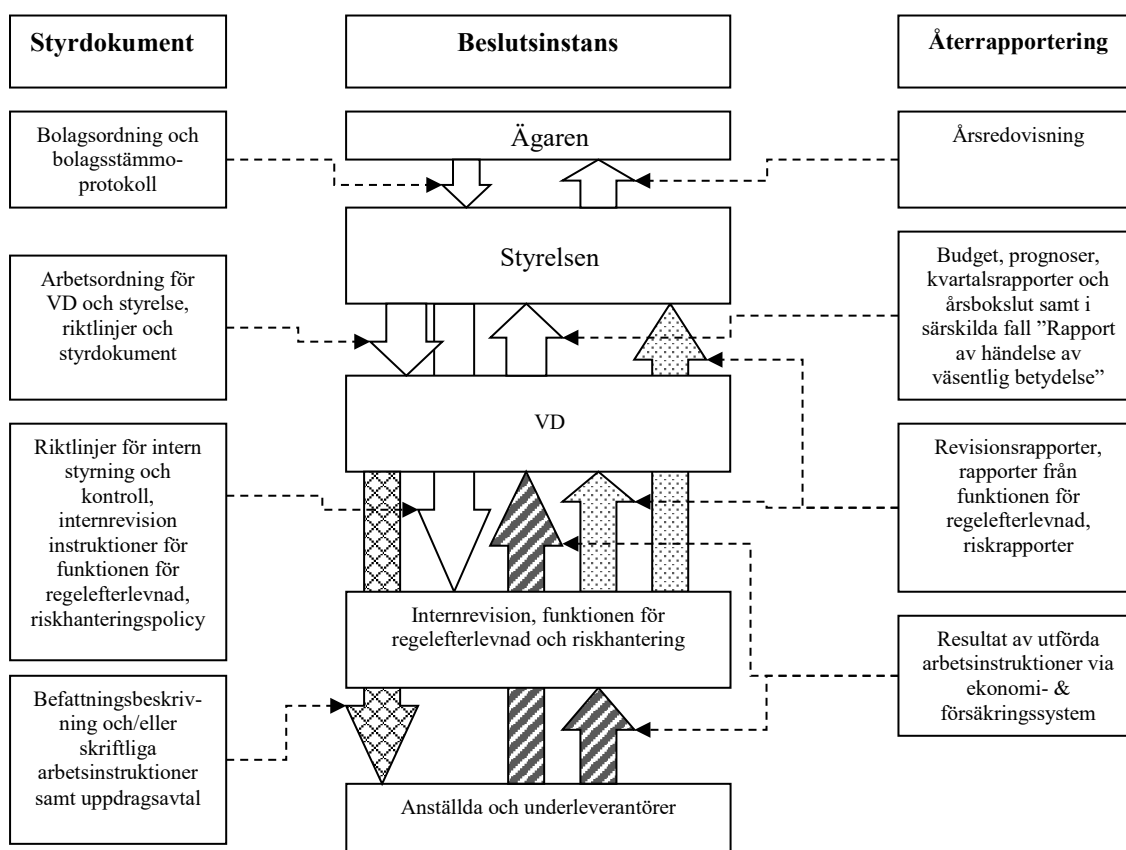 Styrdokument
Beslutsinstans
Återrapportering
Bolagsordning och
bolagsstämmo-
protokoll
Ägaren
Årsredovisning
Styrelsen
Arbetsordning för
VD och styrelse,
riktlinjer och
styrdokument
Budget, prognoser,
kvartalsrapporter och
årsbokslut samt i
särskilda fall ”Rapport
av händelse av
väsentlig betydelse”
VD
Riktlinjer för intern
styrning och
kontroll,
internrevision
instruktioner för
funktionen för
regelefterlevnad,
riskhanteringspolicy
Revisionsrapporter,
rapporter från
funktionen för
regelefterlevnad,
riskrapporter
Internrevision, funktionen för
regelefterlevnad och riskhantering
Resultat av utförda
arbetsinstruktioner via
ekonomi- &
försäkringssystem
Befattningsbeskriv-
ning och/eller
skriftliga
arbetsinstruktioner
samt uppdragsavtal
Anställda och underleverantörer